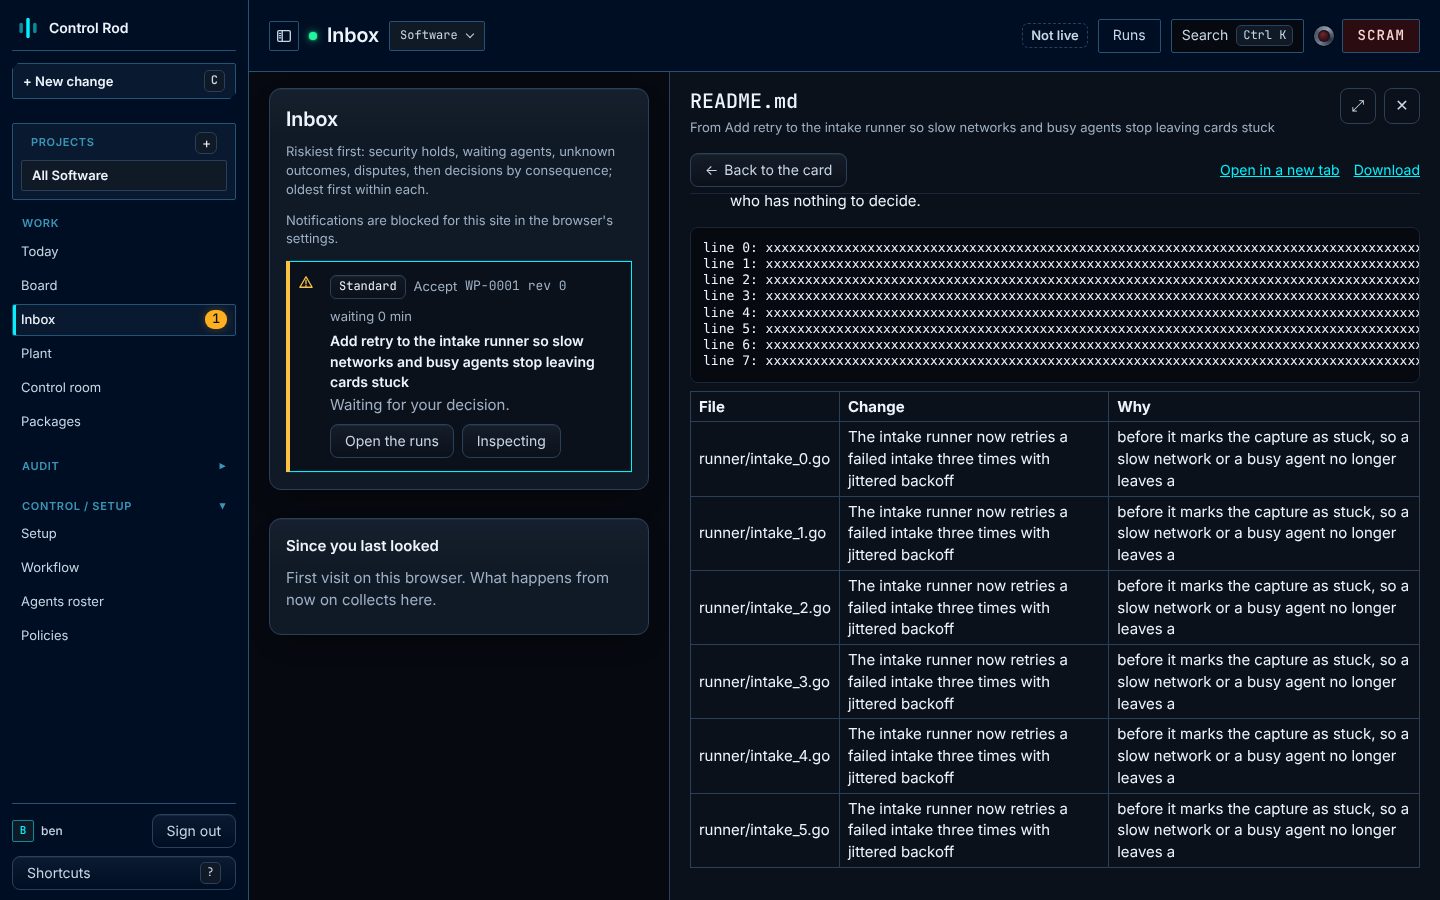 Control Rod
+ New change C
PROJECTS +
All Software
WORK
Today
Board
Inbox 1
Plant
Control room
Packages
AUDIT
CONTROL / SETUP
Setup
Workflow
Agents roster
Policies
B ben Sign out
Shortcuts ?
Inbox Software
Not live Runs Search Ctrl K SCRAM
Inbox
Riskiest first: security holds, waiting agents, unknown
outcomes, disputes, then decisions by consequence;
oldest first within each.
Notifications are blocked for this site in the browser's
settings.
Standard Accept WP-0001 rev 0
waiting 0 min
Add retry to the intake runner so slow
networks and busy agents stop leaving
cards stuck
Waiting for your decision.
Open the runs Inspecting
Since you last looked
First visit on this browser. What happens from
now on collects here.
README.md
From Add retry to the intake runner so slow networks and busy agents stop leaving cards stuck
← Back to the card Open in a new tab Download
who has nothing to decide.
line 0: xxxxxxxxxxxxxxxxxxxxxxxxxxxxxxxxxxxxxxxxxxxxxxxxxxxxxxxxxxxxxxxxxxxxxxxxxxxxxxxxxxxx
line 1: xxxxxxxxxxxxxxxxxxxxxxxxxxxxxxxxxxxxxxxxxxxxxxxxxxxxxxxxxxxxxxxxxxxxxxxxxxxxxxxxxxxx
line 2: xxxxxxxxxxxxxxxxxxxxxxxxxxxxxxxxxxxxxxxxxxxxxxxxxxxxxxxxxxxxxxxxxxxxxxxxxxxxxxxxxxxx
line 3: xxxxxxxxxxxxxxxxxxxxxxxxxxxxxxxxxxxxxxxxxxxxxxxxxxxxxxxxxxxxxxxxxxxxxxxxxxxxxxxxxxxx
line 4: xxxxxxxxxxxxxxxxxxxxxxxxxxxxxxxxxxxxxxxxxxxxxxxxxxxxxxxxxxxxxxxxxxxxxxxxxxxxxxxxxxxx
line 5: xxxxxxxxxxxxxxxxxxxxxxxxxxxxxxxxxxxxxxxxxxxxxxxxxxxxxxxxxxxxxxxxxxxxxxxxxxxxxxxxxxxx
line 6: xxxxxxxxxxxxxxxxxxxxxxxxxxxxxxxxxxxxxxxxxxxxxxxxxxxxxxxxxxxxxxxxxxxxxxxxxxxxxxxxxxxx
line 7: xxxxxxxxxxxxxxxxxxxxxxxxxxxxxxxxxxxxxxxxxxxxxxxxxxxxxxxxxxxxxxxxxxxxxxxxxxxxxxxxxxxx
File Change Why
The intake runner now retries a before it marks the capture as stuck, so a
runner/intake_0.go failed intake three times with slow network or a busy agent no longer
jittered backoff leaves a
The intake runner now retries a before it marks the capture as stuck, so a
runner/intake_1.go failed intake three times with slow network or a busy agent no longer
jittered backoff leaves a
The intake runner now retries a before it marks the capture as stuck, so a
runner/intake_2.go failed intake three times with slow network or a busy agent no longer
jittered backoff leaves a
The intake runner now retries a before it marks the capture as stuck, so a
runner/intake_3.go failed intake three times with slow network or a busy agent no longer
jittered backoff leaves a
The intake runner now retries a before it marks the capture as stuck, so a
runner/intake_4.go failed intake three times with slow network or a busy agent no longer
jittered backoff leaves a
The intake runner now retries a before it marks the capture as stuck, so a
runner/intake_5.go failed intake three times with slow network or a busy agent no longer
jittered backoff leaves a